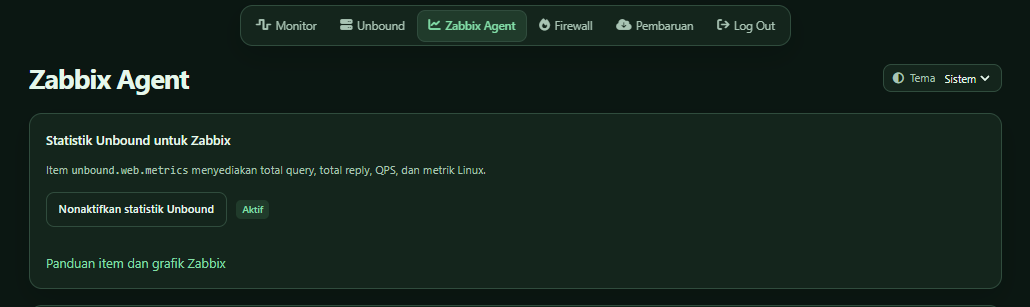 Monitor Unbound Zabbix Agent Firewall Pembaruan Log Out
Zabbix Agent
Tema Sistem
Statistik Unbound untuk Zabbix
Item unbound.web.metrics menyediakan total query, total reply, QPS, dan metrik Linux.
Nonaktifkan statistik Unbound Aktif
Panduan item dan grafik Zabbix